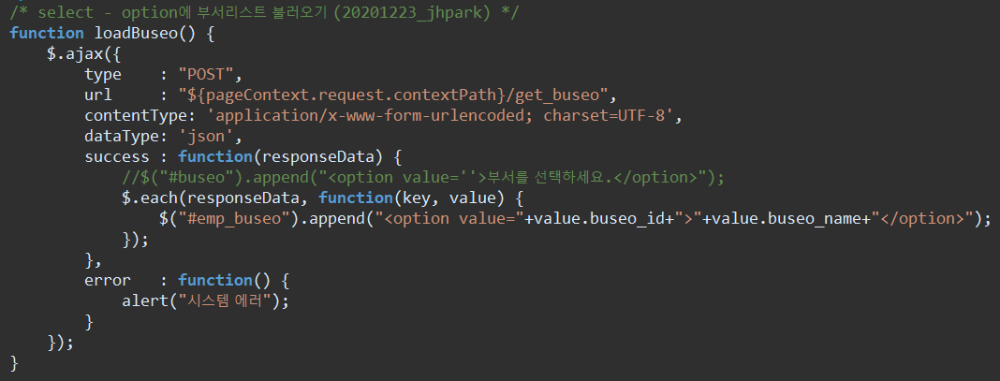 /* select - option에 부서리스트 불러오기 (20201223_jhpark) */
function loadBuseo() {
    $.ajax({
        type    : "POST",
        url     : "${pageContext.request.contextPath}/get_buseo",
        contentType: 'application/x-www-form-urlencoded; charset=UTF-8',
        dataType: 'json',
        success : function(responseData) {
            //$("#buseo").append("<option value=''>부서를 선택하세요.</option>");
            $.each(responseData, function(key, value) {
                $("#emp_buseo").append("<option value="+value.buseo_id+">"+value.buseo_name+"</option>");
            });
        },
        error   : function() {
            alert("시스템 에러");
        }
    });
}